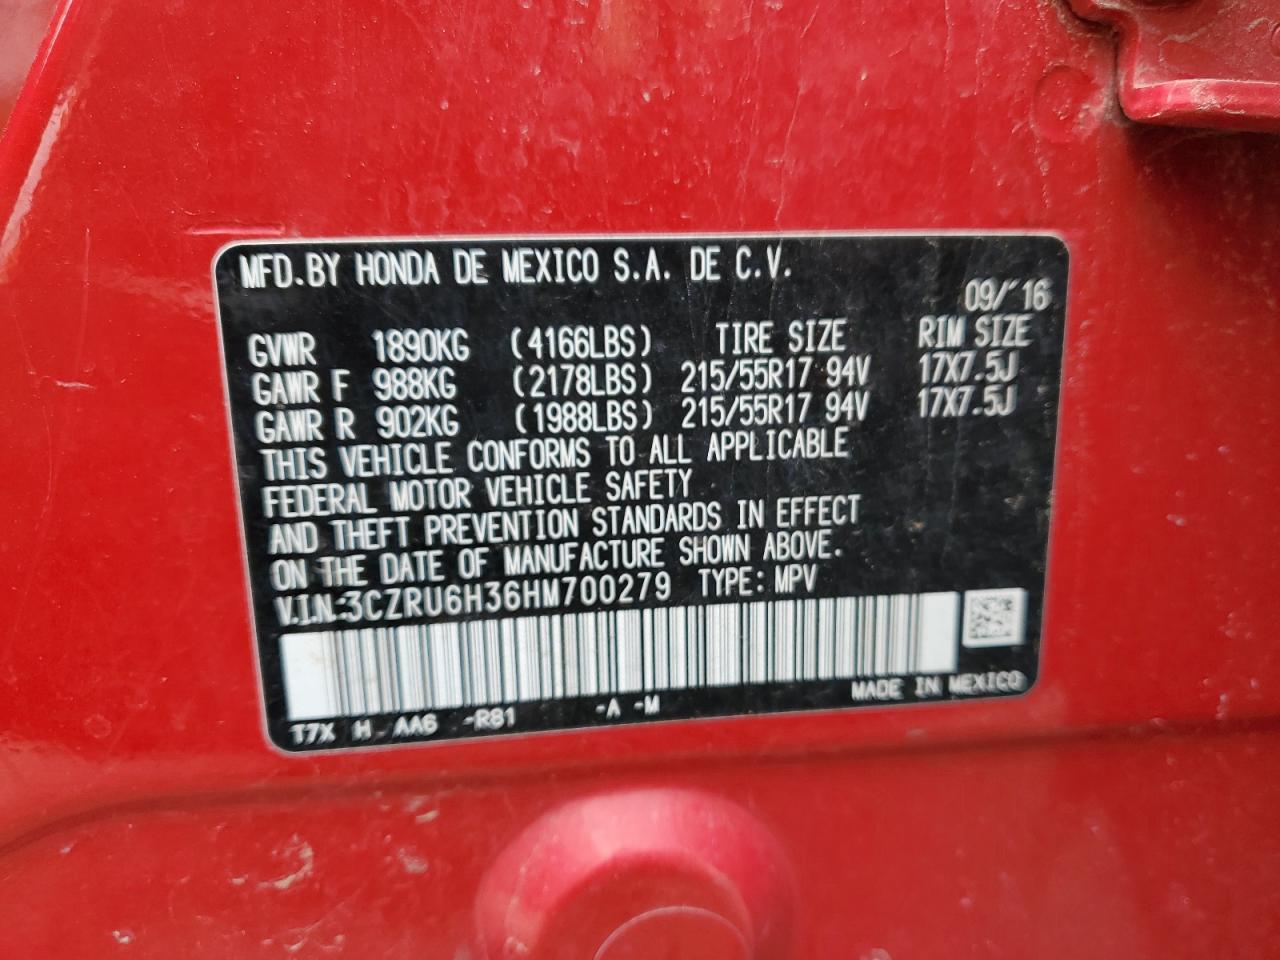 MFD.BY HONDA DE MEXICO S.A. DE C.V.
09/'16
GVWR 1890KG (4166LBS) TIRE SIZE RIM SIZE
GAWR F 988KG (2178LBS) 215/55R17 94V 17X7.5J
GAWR R 902KG (1988LBS) 215/55R17 94V 17X7.5J
THIS VEHICLE CONFORMS TO ALL APPLICABLE
FEDERAL MOTOR VEHICLE SAFETY
AND THEFT PREVENTION STANDARDS IN EFFECT
ON THE DATE OF MANUFACTURE SHOWN ABOVE.
V.I.N.:3CZRU6H36HM700279 TYPE: MPV
MADE IN MEXICO
T7X H AA6 -R81 -A -M